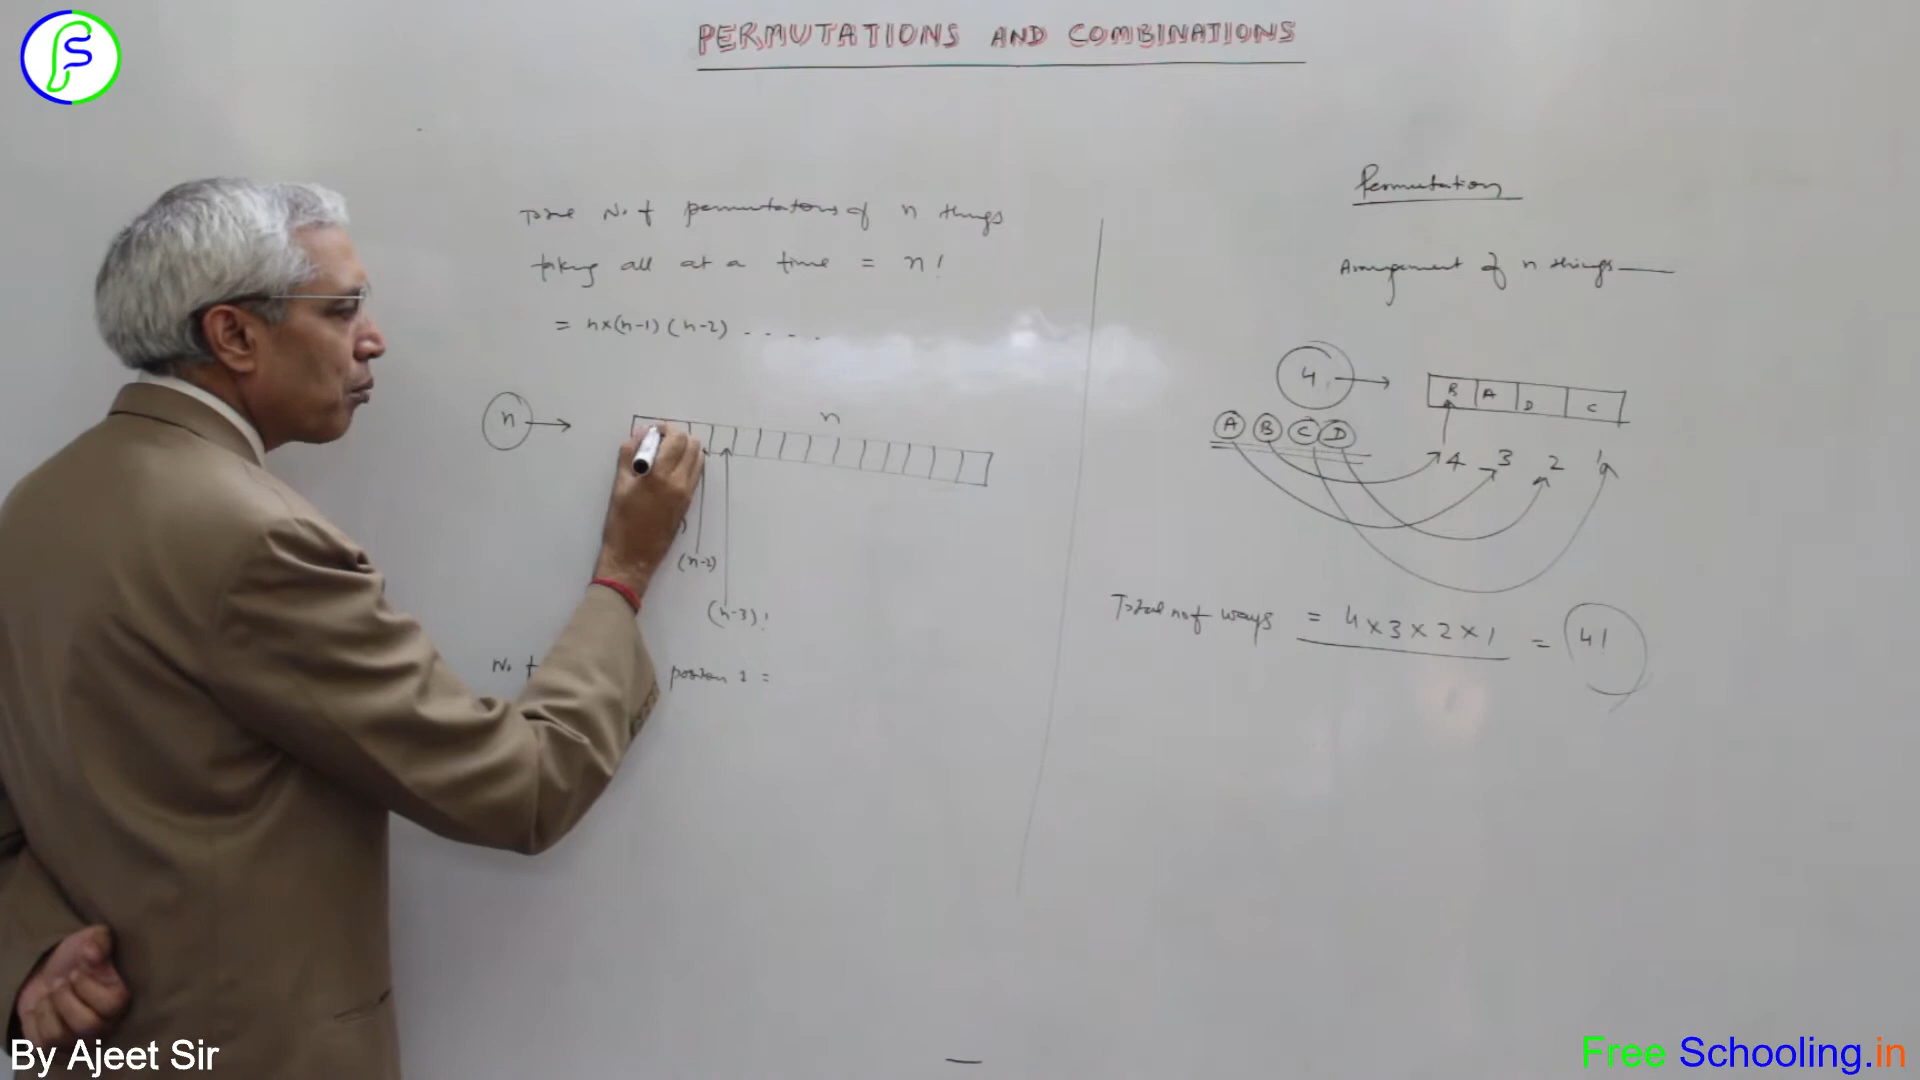 PERMUTATIONS AND COMBINATIONS
No. of permutations of n things
taking all at a time = n!
= n×(n-1)(n-2) - - - - .
n
n
(n-2)
(n-3)!
No. of
position 1 =
Permutation
Arrangement of n things
4
B A D C
A B C D
4 3 2 1
Total no of ways = 4 × 3 × 2 × 1 = 4!
By Ajeet Sir
Free Schooling.in